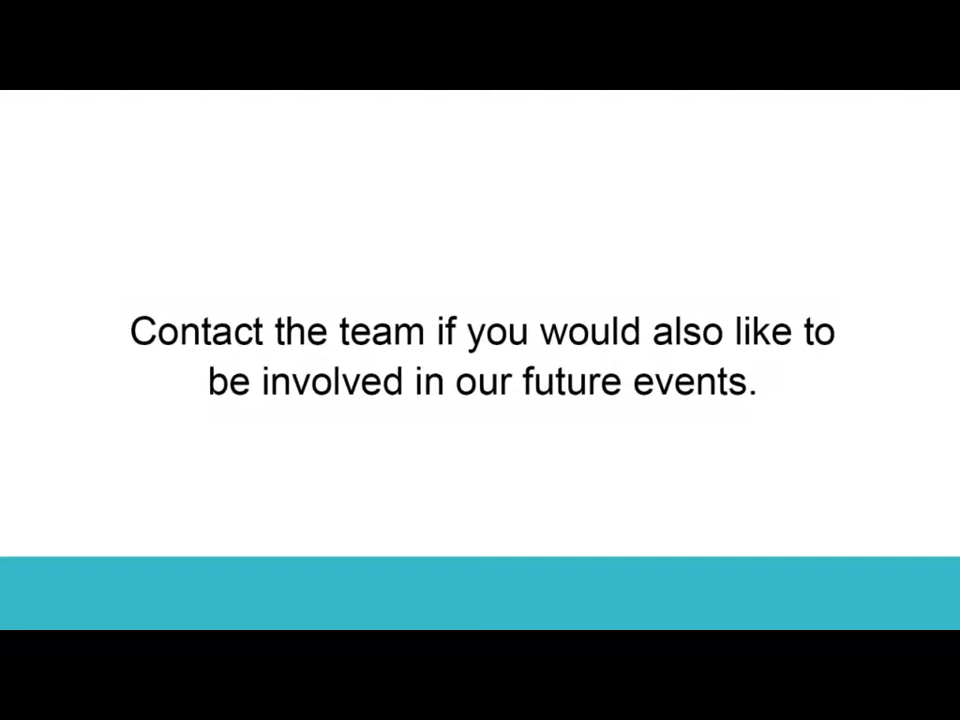 Contact the team if you would also like to
be involved in our future events.